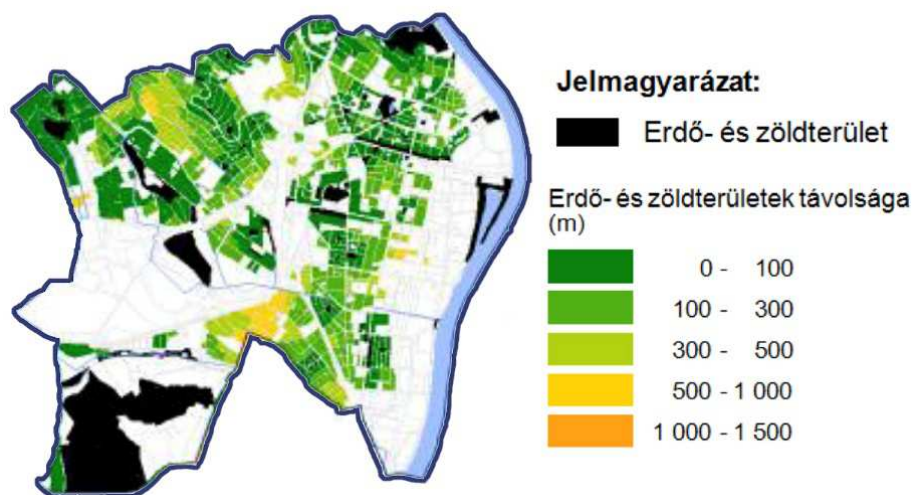 Jelmagyarázat:
Erdő- és zöldterület
Erdő- és zöldterületek távolsága
(m)
0 - 100
100 - 300
300 - 500
500 - 1 000
1 000 - 1 500